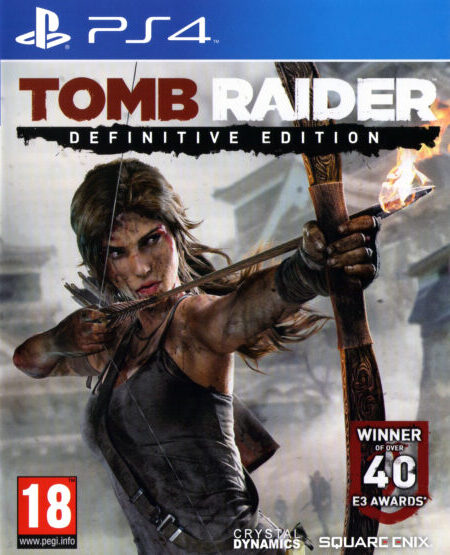 PS4
TOMB RAIDER
DEFINITIVE EDITION
WINNER
OF OVER
40
E3 AWARDS*
18
www.pegi.info
CRYSTAL
DYNAMICS
SQUARE ENIX